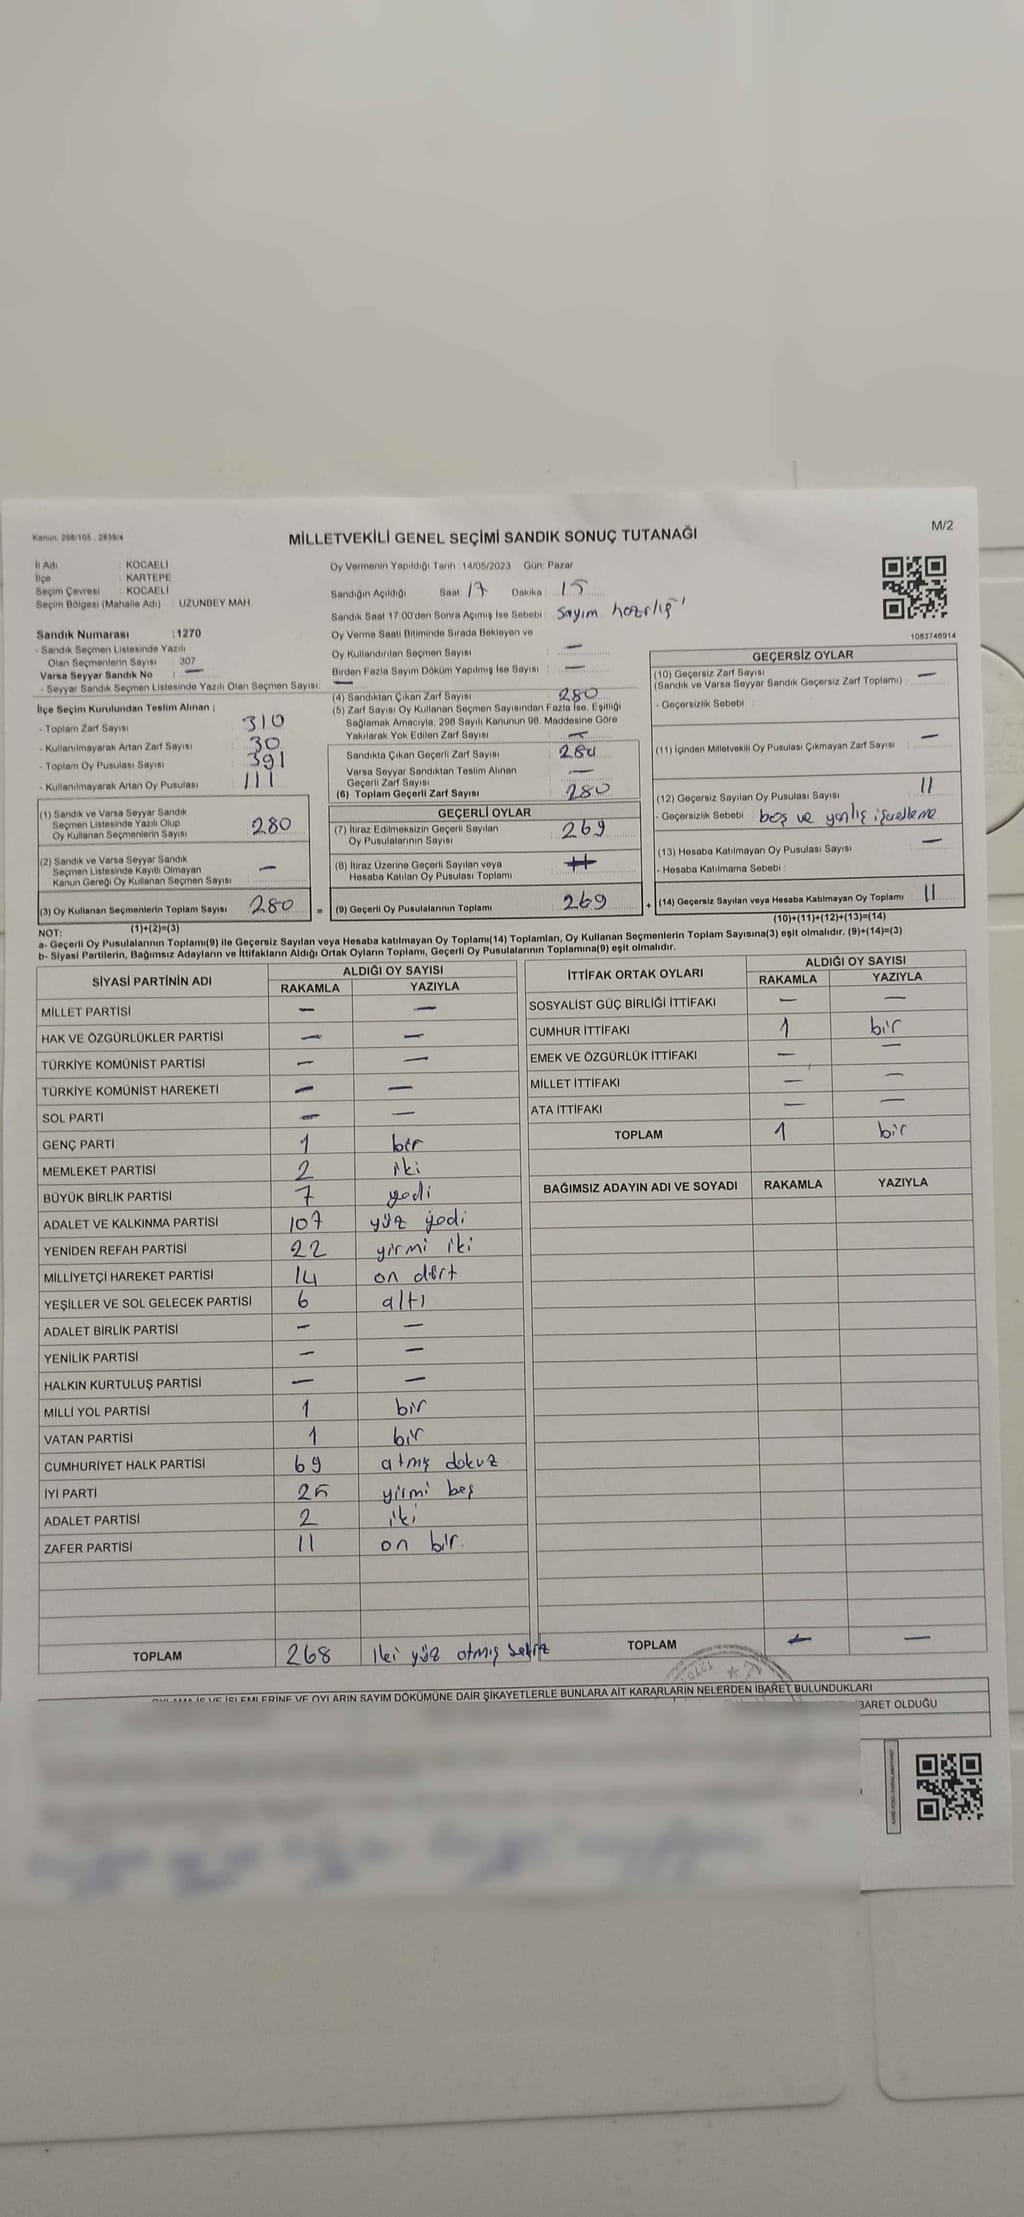 Kanun, 298/105 , 2839/4
M/2
MİLLETVEKİLİ GENEL SEÇİMİ SANDIK SONUÇ TUTANAĞI
İl Adı : KOCAELİ
İlçe : KARTEPE
Seçim Çevresi : KOCAELİ
Seçim Bölgesi (Mahalle Adı) : UZUNBEY MAH.
Sandık Numarası :1270
- Sandık Seçmen Listesinde Yazılı
Olan Seçmenlerin Sayısı : 307
Varsa Seyyar Sandık No : —
- Seyyar Sandık Seçmen Listesinde Yazılı Olan Seçmen Sayısı: —
İlçe Seçim Kurulundan Teslim Alınan :
- Toplam Zarf Sayısı : 310
- Kullanılmayarak Artan Zarf Sayısı : 30
- Toplam Oy Pusulası Sayısı : 391
- Kullanılmayarak Artan Oy Pusulası : 111
(1) Sandık ve Varsa Seyyar Sandık
Seçmen Listesinde Yazılı Olup
Oy Kullanan Seçmenlerin Sayısı : 280
(2) Sandık ve Varsa Seyyar Sandık
Seçmen Listesinde Kayıtlı Olmayan
Kanun Gereği Oy Kullanan Seçmen Sayısı : —
(3) Oy Kullanan Seçmenlerin Toplam Sayısı 280
(1)+(2)=(3)
Oy Vermenin Yapıldığı Tarih : 14/05/2023 Gün: Pazar
Sandığın Açıldığı Saat : 17 Dakika : 15
Sandık Saat 17:00'den Sonra Açımış İse Sebebi : Sayım hazırlığı
Oy Verme Saati Bitiminde Sırada Bekleyen ve
Oy Kullandırılan Seçmen Sayısı : —
Birden Fazla Sayım Döküm Yapılmış İse Sayısı : —
(4) Sandıktan Çıkan Zarf Sayısı : 280
(5) Zarf Sayısı Oy Kullanan Seçmen Sayısından Fazla İse, Eşitliği
Sağlamak Amacıyla; 298 Sayılı Kanunun 98. Maddesine Göre
Yakılarak Yok Edilen Zarf Sayısı : —
Sandıkta Çıkan Geçerli Zarf Sayısı : 280
Varsa Seyyar Sandıktan Teslim Alınan
Geçerli Zarf Sayısı : —
(6) Toplam Geçerli Zarf Sayısı : 280
GEÇERLİ OYLAR
(7) İtiraz Edilmeksizin Geçerli Sayılan
Oy Pusulalarının Sayısı : 269
(8) İtiraz Üzerine Geçerli Sayılan veya
Hesaba Katılan Oy Pusulası Toplamı :
= (9) Geçerli Oy Pusulalarının Toplamı : 269
1083746914
GEÇERSİZ OYLAR
(10) Geçersiz Zarf Sayısı
(Sandık ve Varsa Seyyar Sandık Geçersiz Zarf Toplamı) : —
- Geçersizlik Sebebi :
(11) İçinden Milletvekili Oy Pusulası Çıkmayan Zarf Sayısı : —
(12) Geçersiz Sayılan Oy Pusulası Sayısı : 11
- Geçersizlik Sebebi : boş ve yanlış işaretleme
(13) Hesaba Katılmayan Oy Pusulası Sayısı : —
- Hesaba Katılmama Sebebi :
+ (14) Geçersiz Sayılan veya Hesaba Katılmayan Oy Toplamı : 11
(10)+(11)+(12)+(13)=(14)
NOT:
a- Geçerli Oy Pusulalarının Toplamı(9) ile Geçersiz Sayılan veya Hesaba katılmayan Oy Toplamı(14) Toplamları, Oy Kullanan Seçmenlerin Toplam Sayısına(3) eşit olmalıdır. (9)+(14)=(3)
b- Siyasi Partilerin, Bağımsız Adayların ve İttifakların Aldığı Ortak Oyların Toplamı, Geçerli Oy Pusulalarının Toplamına(9) eşit olmalıdır.
SİYASİ PARTİNİN ADI ALDIĞI OY SAYISI
RAKAMLA YAZIYLA
MİLLET PARTİSİ — —
HAK VE ÖZGÜRLÜKLER PARTİSİ — —
TÜRKİYE KOMÜNİST PARTİSİ — —
TÜRKİYE KOMÜNİST HAREKETİ — —
SOL PARTİ — —
GENÇ PARTİ 1 bir
MEMLEKET PARTİSİ 2 iki
BÜYÜK BİRLİK PARTİSİ 7 yedi
ADALET VE KALKINMA PARTİSİ 107 yüz yedi
YENİDEN REFAH PARTİSİ 22 yirmi iki
MİLLİYETÇİ HAREKET PARTİSİ 14 on dört
YEŞİLLER VE SOL GELECEK PARTİSİ 6 altı
ADALET BİRLİK PARTİSİ — —
YENİLİK PARTİSİ — —
HALKIN KURTULUŞ PARTİSİ — —
MİLLİ YOL PARTİSİ 1 bir
VATAN PARTİSİ 1 bir
CUMHURİYET HALK PARTİSİ 69 atmış dokuz
İYİ PARTİ 25 yirmi beş
ADALET PARTİSİ 2 iki
ZAFER PARTİSİ 11 on bir.
TOPLAM 268 iki yüz atmış sekiz
İTTİFAK ORTAK OYLARI ALDIĞI OY SAYISI
RAKAMLA YAZIYLA
SOSYALİST GÜÇ BİRLİĞİ İTTİFAKI — —
CUMHUR İTTİFAKI 1 bir
EMEK VE ÖZGÜRLÜK İTTİFAKI — —
MİLLET İTTİFAKI — —
ATA İTTİFAKI — —
TOPLAM 1 bir
BAĞIMSIZ ADAYIN ADI VE SOYADI RAKAMLA YAZIYLA
TOPLAM — —
1270
OYLAMA İŞ VE İŞLEMLERİNE VE OYLARIN SAYIM DÖKÜMÜNE DAİR ŞİKAYETLERLE BUNLARA AİT KARARLARIN NELERDEN İBARET BULUNDUKLARI
İBARET OLDUĞU